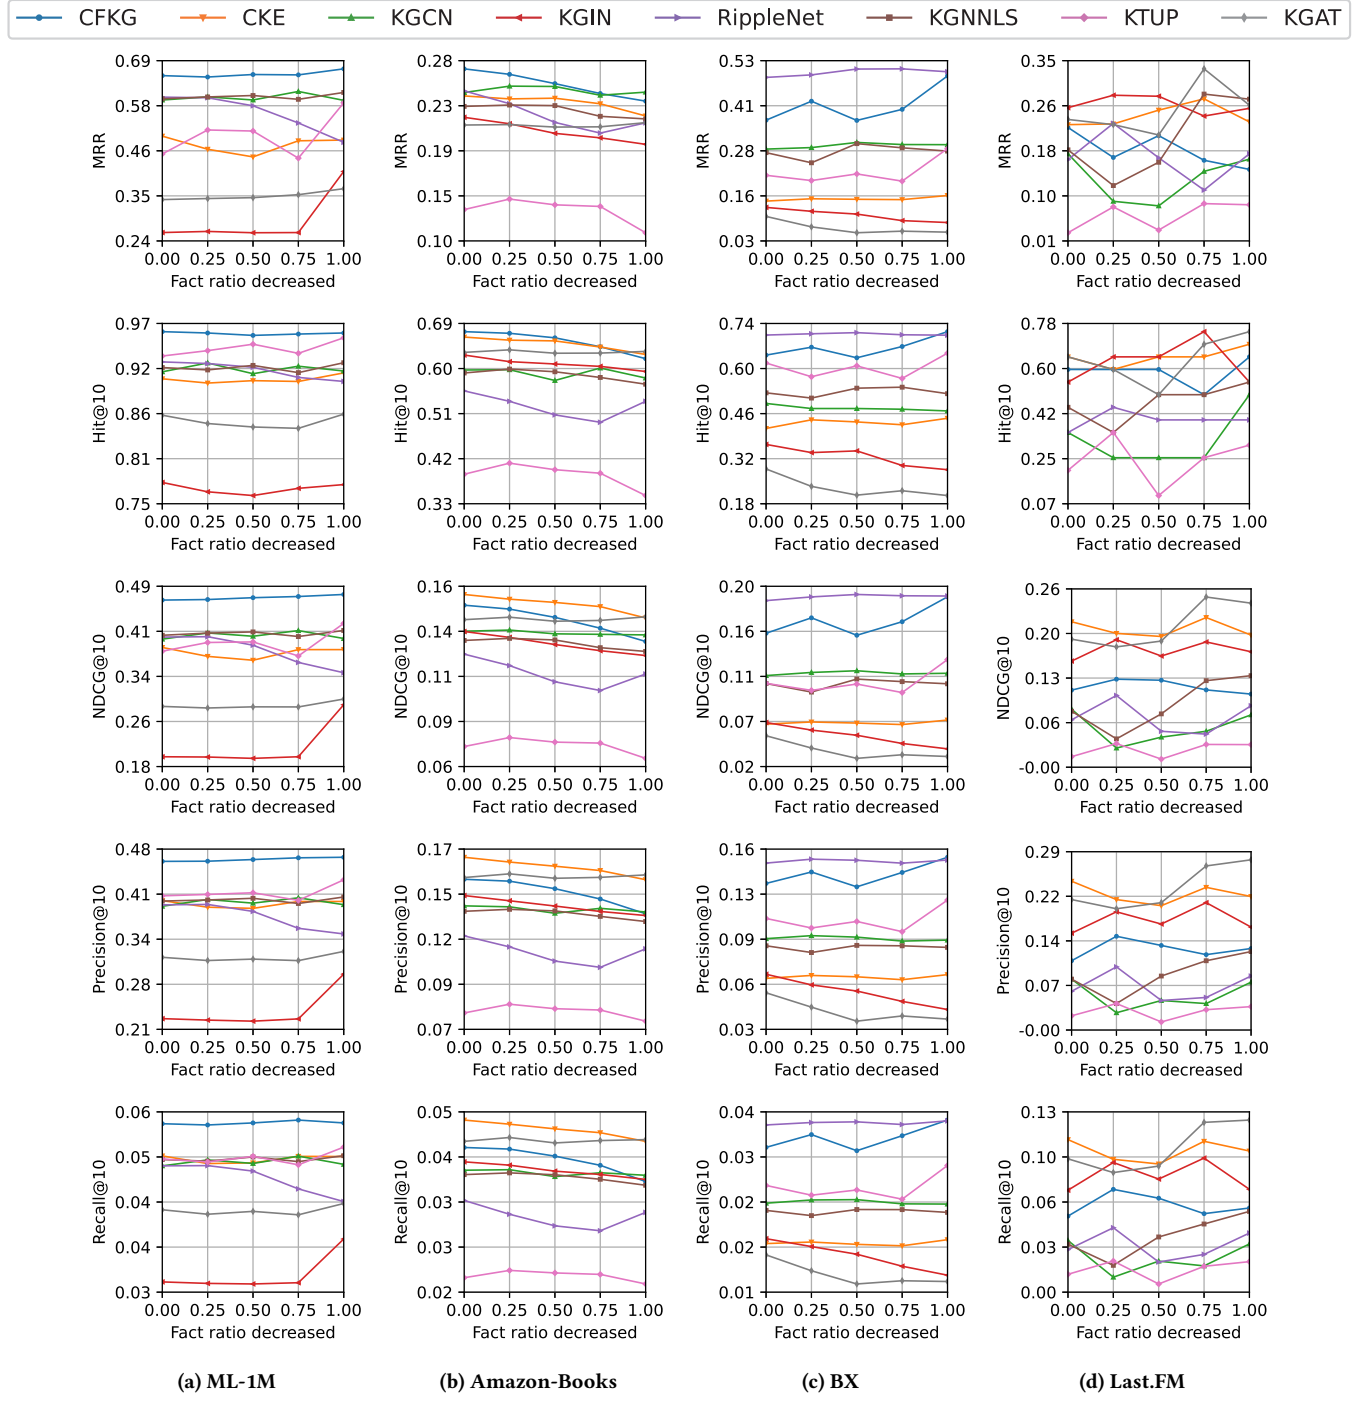 CFKG CKE KGCN KGIN RippleNet KGNNLS KTUP KGAT
0.69 0.58 0.46 0.35 0.24
MRR
0.00 0.25 0.50 0.75 1.00
Fact ratio decreased
0.28 0.23 0.19 0.15 0.10
MRR
0.00 0.25 0.50 0.75 1.00
Fact ratio decreased
0.53 0.41 0.28 0.16 0.03
MRR
0.00 0.25 0.50 0.75 1.00
Fact ratio decreased
0.35 0.26 0.18 0.10 0.01
MRR
0.00 0.25 0.50 0.75 1.00
Fact ratio decreased
0.97 0.92 0.86 0.81 0.75
Hit@10
0.00 0.25 0.50 0.75 1.00
Fact ratio decreased
0.69 0.60 0.51 0.42 0.33
Hit@10
0.00 0.25 0.50 0.75 1.00
Fact ratio decreased
0.74 0.60 0.46 0.32 0.18
Hit@10
0.00 0.25 0.50 0.75 1.00
Fact ratio decreased
0.78 0.60 0.42 0.25 0.07
Hit@10
0.00 0.25 0.50 0.75 1.00
Fact ratio decreased
0.49 0.41 0.34 0.26 0.18
NDCG@10
0.00 0.25 0.50 0.75 1.00
Fact ratio decreased
0.16 0.14 0.11 0.09 0.06
NDCG@10
0.00 0.25 0.50 0.75 1.00
Fact ratio decreased
0.20 0.16 0.11 0.07 0.02
NDCG@10
0.00 0.25 0.50 0.75 1.00
Fact ratio decreased
0.26 0.20 0.13 0.06 -0.00
NDCG@10
0.00 0.25 0.50 0.75 1.00
Fact ratio decreased
0.48 0.41 0.34 0.28 0.21
Precision@10
0.00 0.25 0.50 0.75 1.00
Fact ratio decreased
0.17 0.15 0.12 0.09 0.07
Precision@10
0.00 0.25 0.50 0.75 1.00
Fact ratio decreased
0.16 0.13 0.09 0.06 0.03
Precision@10
0.00 0.25 0.50 0.75 1.00
Fact ratio decreased
0.29 0.22 0.14 0.07 -0.00
Precision@10
0.00 0.25 0.50 0.75 1.00
Fact ratio decreased
0.06 0.05 0.04 0.04 0.03
Recall@10
0.00 0.25 0.50 0.75 1.00
Fact ratio decreased
0.05 0.04 0.03 0.03 0.02
Recall@10
0.00 0.25 0.50 0.75 1.00
Fact ratio decreased
0.04 0.03 0.02 0.02 0.01
Recall@10
0.00 0.25 0.50 0.75 1.00
Fact ratio decreased
0.13 0.10 0.06 0.03 0.00
Recall@10
0.00 0.25 0.50 0.75 1.00
Fact ratio decreased
(a) ML-1M
(b) Amazon-Books
(c) BX
(d) Last.FM